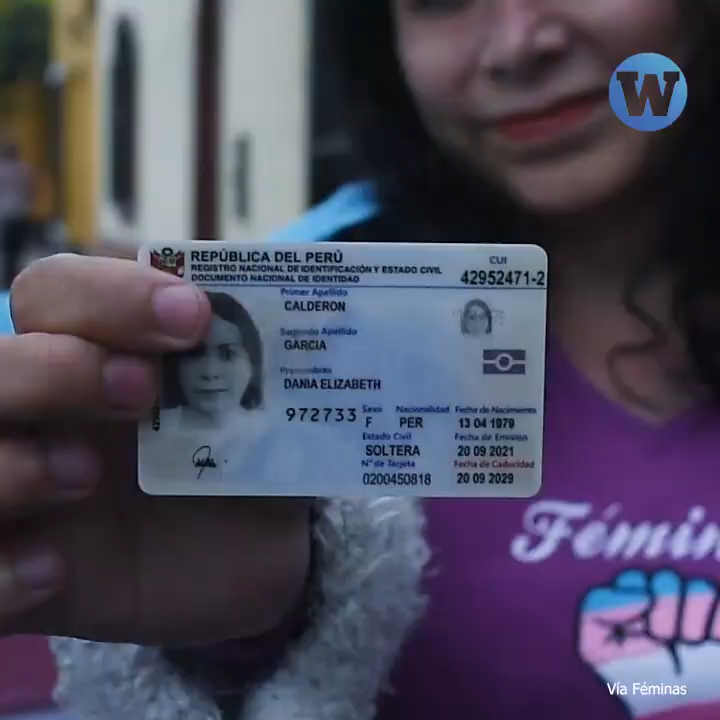 W
REPÚBLICA DEL PERÚ
REGISTRO NACIONAL DE IDENTIFICACIÓN Y ESTADO CIVIL
DOCUMENTO NACIONAL DE IDENTIDAD
CUI
42952471-2
Primer Apellido
CALDERON
Segundo Apellido
GARCIA
Prenombres
DANIA ELIZABETH
972733
Sexo Nacionalidad Fecha de Nacimiento
F PER 13 04 1979
Estado Civil Fecha de Emisión
SOLTERA 20 09 2021
N° de Tarjeta Fecha de Caducidad
0200450818 20 09 2029
Fémin
Vía Féminas